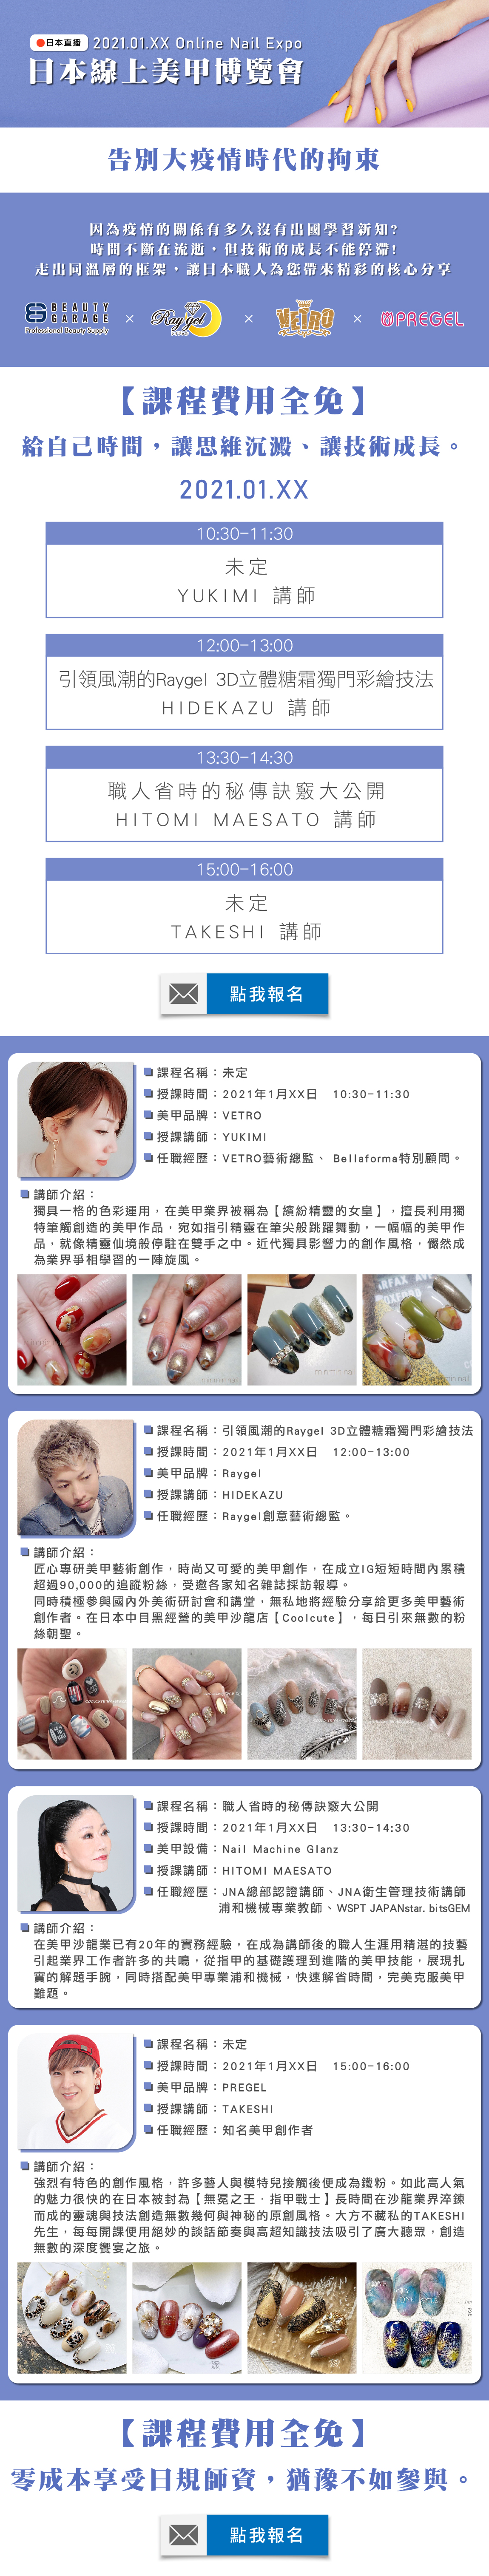 日本直播 2021.01.XX Online Nail Expo
日本線上美甲博覽會
告別大疫情時代的拘束
因為疫情的關係有多久沒有出國學習新知?
時間不斷在流逝，但技術的成長不能停滯!
走出同溫層的框架，讓日本職人為您帶來精彩的核心分享
BEAUTY GARAGE
Professional Beauty Supply
×
Raygel
×
VETRO
×
PREGEL
【課程費用全免】
給自己時間，讓思維沉澱、讓技術成長。
2021.01.XX
10:30-11:30
未定
YUKIMI 講師
12:00-13:00
引領風潮的Raygel 3D立體糖霜獨門彩繪技法
HIDEKAZU 講師
13:30-14:30
職人省時的秘傳訣竅大公開
HITOMI MAESATO 講師
15:00-16:00
未定
TAKESHI 講師
點我報名
課程名稱：未定
授課時間：2021年1月XX日 10:30-11:30
美甲品牌：VETRO
授課講師：YUKIMI
任職經歷：VETRO藝術總監、 Bellaforma特別顧問。
講師介紹：
獨具一格的色彩運用，在美甲業界被稱為【繽紛精靈的女皇】，擅長利用獨
特筆觸創造的美甲作品，宛如指引精靈在筆尖般跳躍舞動，一幅幅的美甲作
品，就像精靈仙境般停駐在雙手之中。近代獨具影響力的創作風格，儼然成
為業界爭相學習的一陣旋風。
課程名稱：引領風潮的Raygel 3D立體糖霜獨門彩繪技法
授課時間：2021年1月XX日 12:00-13:00
美甲品牌：Raygel
授課講師：HIDEKAZU
任職經歷：Raygel創意藝術總監。
講師介紹：
匠心專研美甲藝術創作，時尚又可愛的美甲創作，在成立IG短短時間內累積
超過90,000的追蹤粉絲，受邀各家知名雜誌採訪報導。
同時積極參與國內外美術研討會和講堂，無私地將經驗分享給更多美甲藝術
創作者。在日本中目黑經營的美甲沙龍店【Coolcute】，每日引來無數的粉
絲朝聖。
課程名稱：職人省時的秘傳訣竅大公開
授課時間：2021年1月XX日 13:30-14:30
美甲設備：Nail Machine Glanz
授課講師：HITOMI MAESATO
任職經歷：JNA總部認證講師、JNA衛生管理技術講師
浦和機械專業教師、WSPT JAPANstar. bitsGEM
講師介紹：
在美甲沙龍業已有20年的實務經驗，在成為講師後的職人生涯用精湛的技藝
引起業界工作者許多的共鳴，從指甲的基礎護理到進階的美甲技能，展現扎
實的解題手腕，同時搭配美甲專業浦和機械，快速解省時間，完美克服美甲
難題。
課程名稱：未定
授課時間：2021年1月XX日 15:00-16:00
美甲品牌：PREGEL
授課講師：TAKESHI
任職經歷：知名美甲創作者
講師介紹：
強烈有特色的創作風格，許多藝人與模特兒接觸後便成為鐵粉。如此高人氣
的魅力很快的在日本被封為【無冕之王．指甲戰士】長時間在沙龍業界淬鍊
而成的靈魂與技法創造無數幾何與神秘的原創風格。大方不藏私的TAKESHI
先生，每每開課便用絕妙的談話節奏與高超知識技法吸引了廣大聽眾，創造
無數的深度饗宴之旅。
【課程費用全免】
零成本享受日規師資，猶豫不如參與。
點我報名